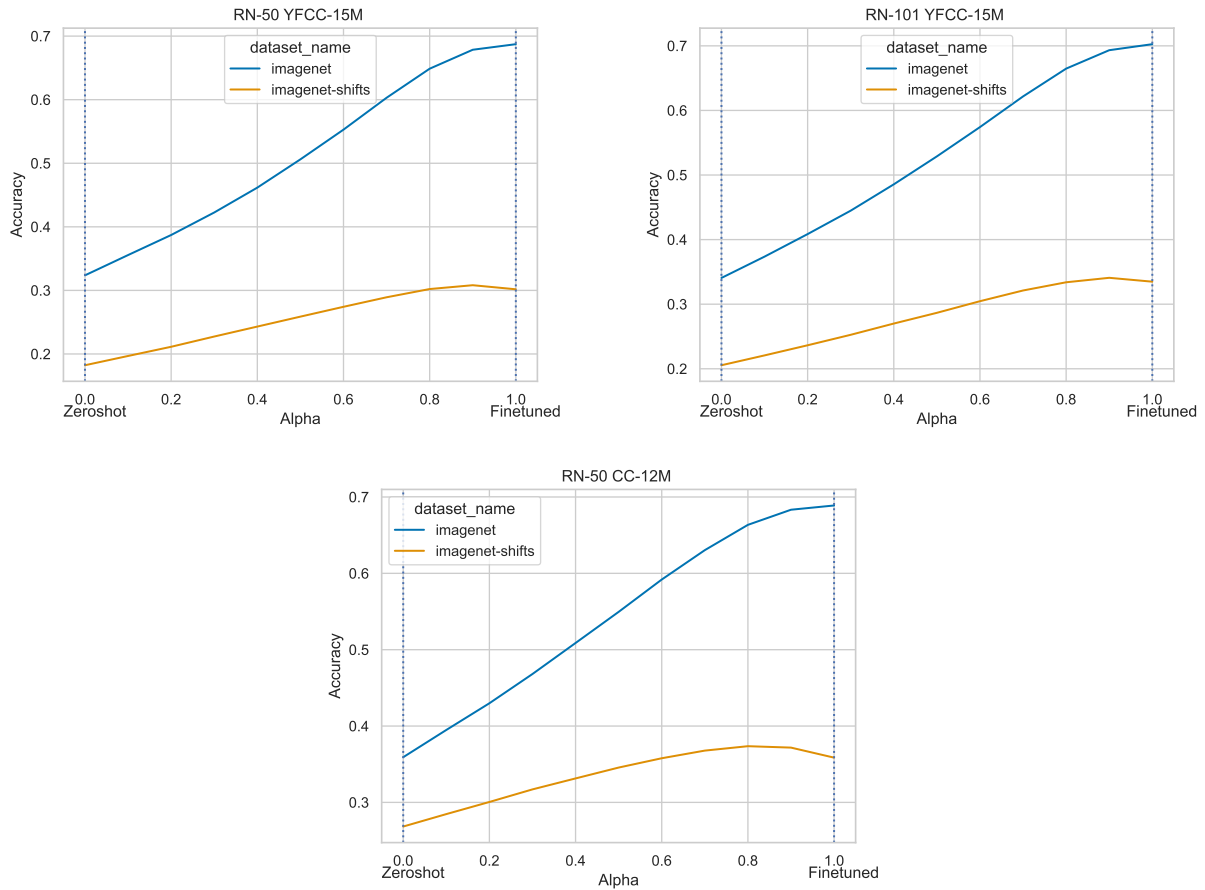 RN-50 YFCC-15M
dataset_name
imagenet
imagenet-shifts
Accuracy
0.7
0.6
0.5
0.4
0.3
0.2
0.0 0.2 0.4 0.6 0.8 1.0
Zeroshot Finetuned
Alpha
RN-101 YFCC-15M
dataset_name
imagenet
imagenet-shifts
Accuracy
0.7
0.6
0.5
0.4
0.3
0.2
0.0 0.2 0.4 0.6 0.8 1.0
Zeroshot Finetuned
Alpha
RN-50 CC-12M
dataset_name
imagenet
imagenet-shifts
Accuracy
0.7
0.6
0.5
0.4
0.3
0.0 0.2 0.4 0.6 0.8 1.0
Zeroshot Finetuned
Alpha